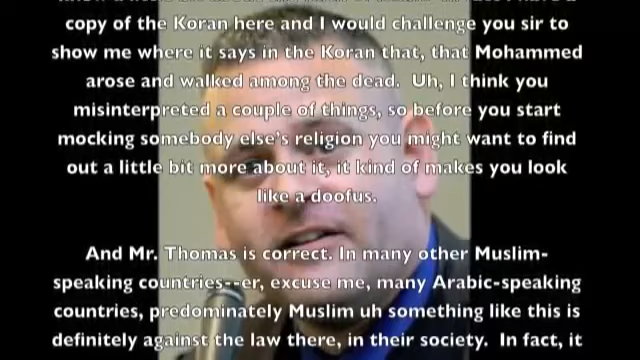 copy of the Koran here and I would challenge you sir to
show me where it says in the Koran that, that Mohammed
arose and walked among the dead. Uh, I think you
misinterpreted a couple of things, so before you start
mocking somebody else's religion you might want to find
out a little bit more about it, it kind of makes you look
like a doofus.
And Mr. Thomas is correct. In many other Muslim-
speaking countries--er, excuse me, many Arabic-speaking
countries, predominately Muslim uh something like this is
definitely against the law there, in their society. In fact, it